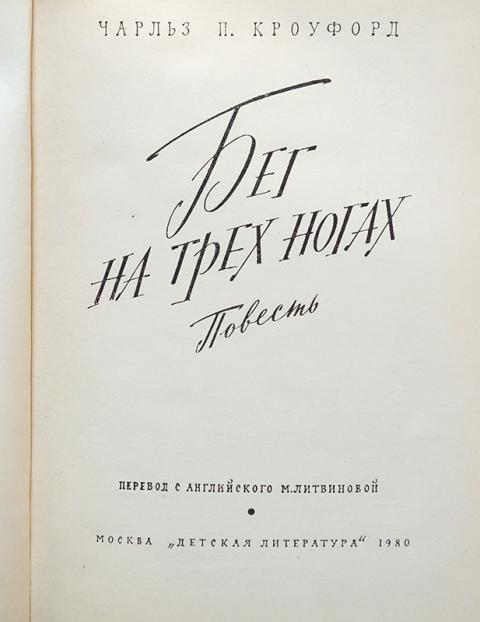 ЧАРЛЬЗ П. КРОУФОРД
БЕГ
НА ТРЕХ НОГАХ
Повесть
ПЕРЕВОД С АНГЛИЙСКОГО М.ЛИТВИНОВОЙ
МОСКВА „ДЕТСКАЯ ЛИТЕРАТУРА“ 1980